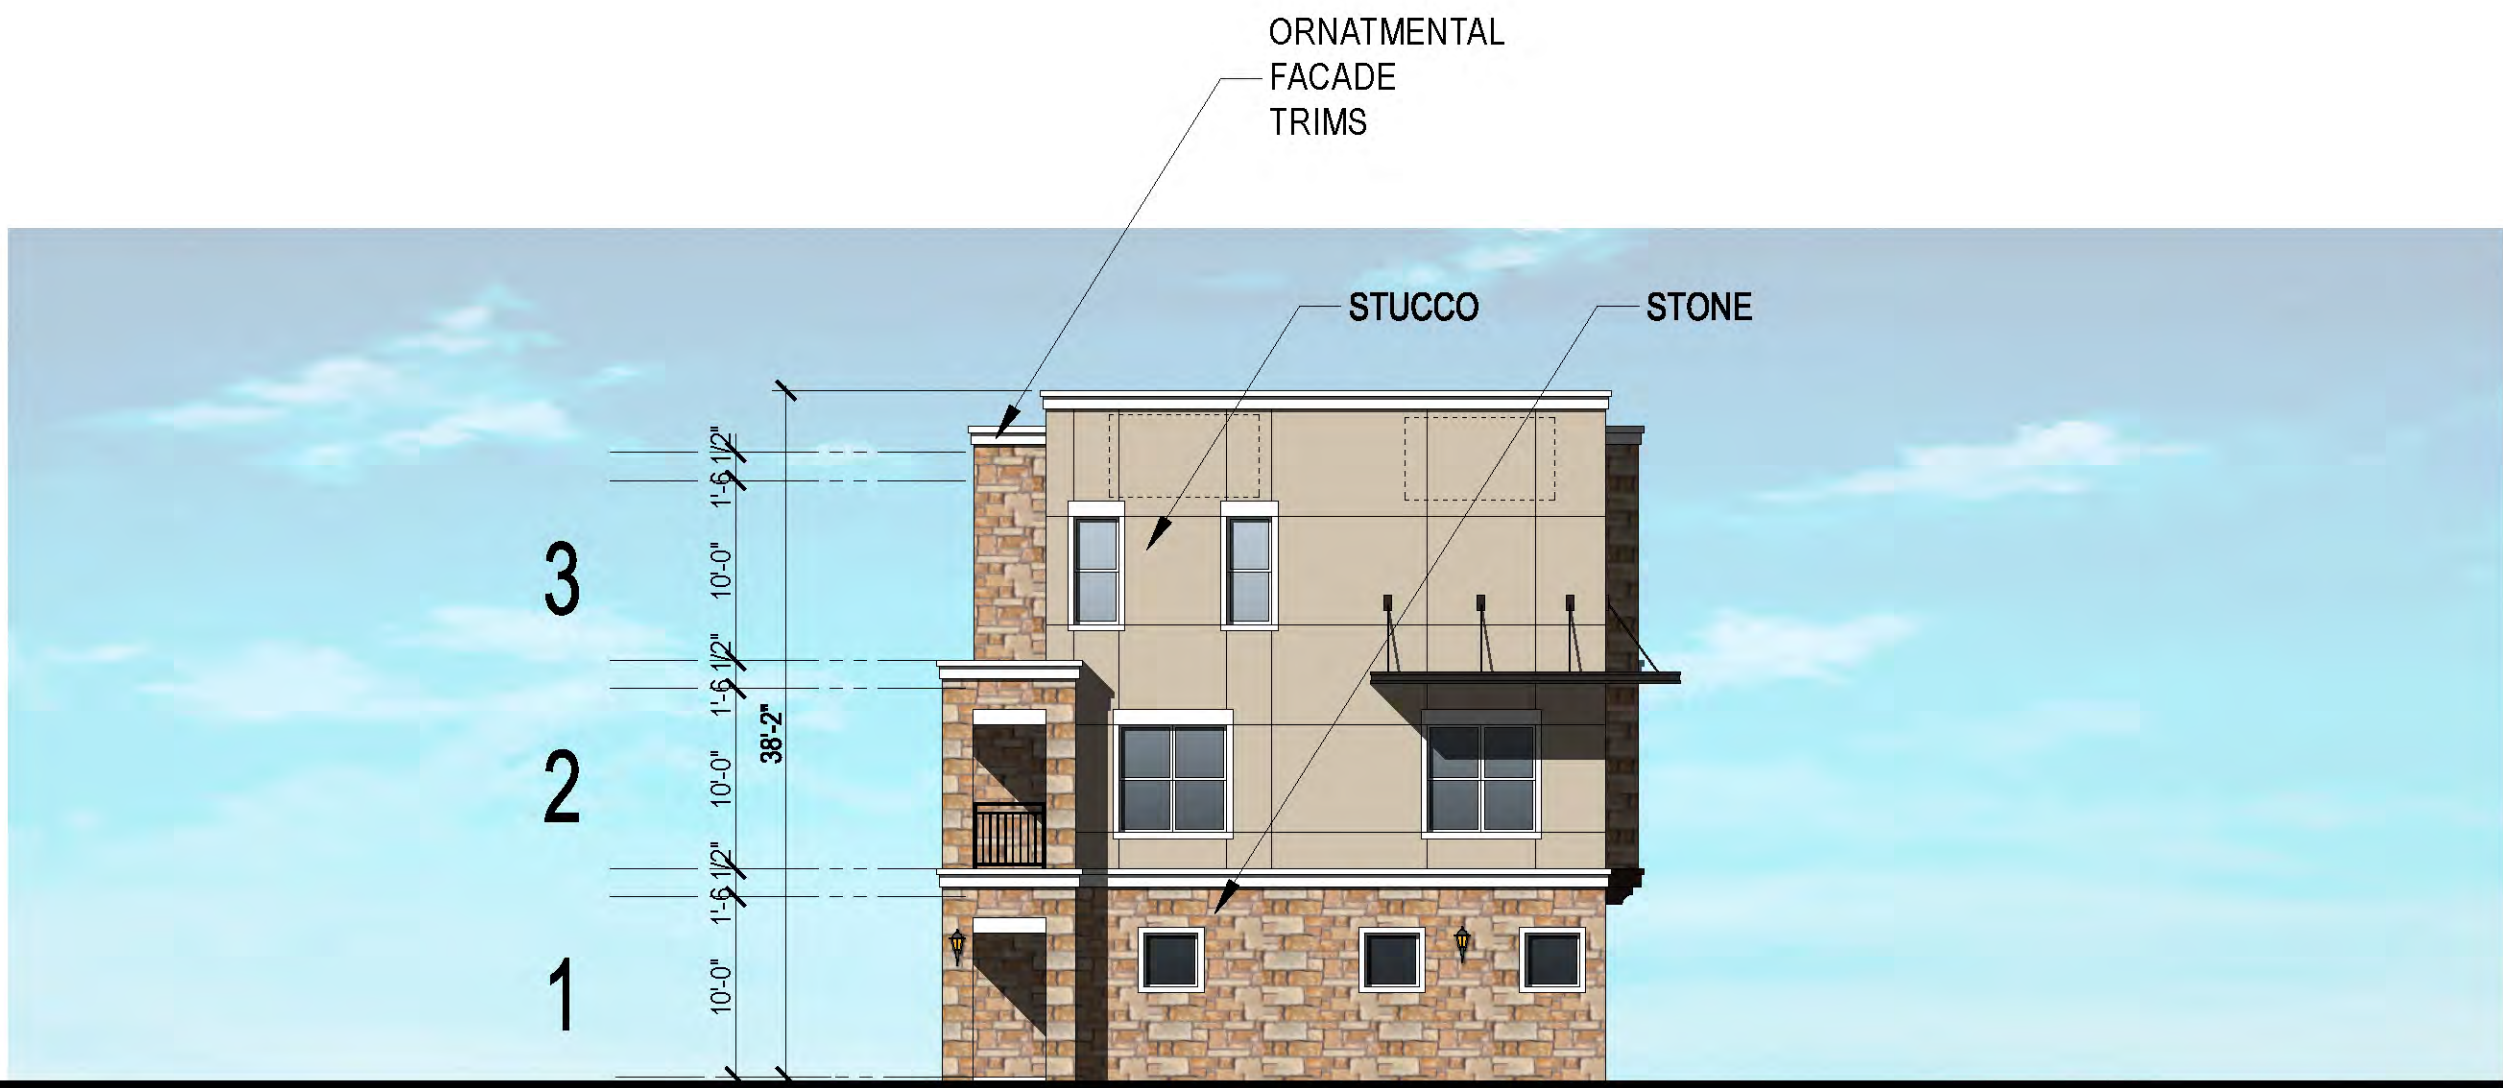 ORNATMENTAL
FACADE
TRIMS
STUCCO
STONE
1'-6 1/2"
3
10'-0"
1'-6 1/2"
38'-2"
2
10'-0"
1'-6 1/2"
1
10'-0"